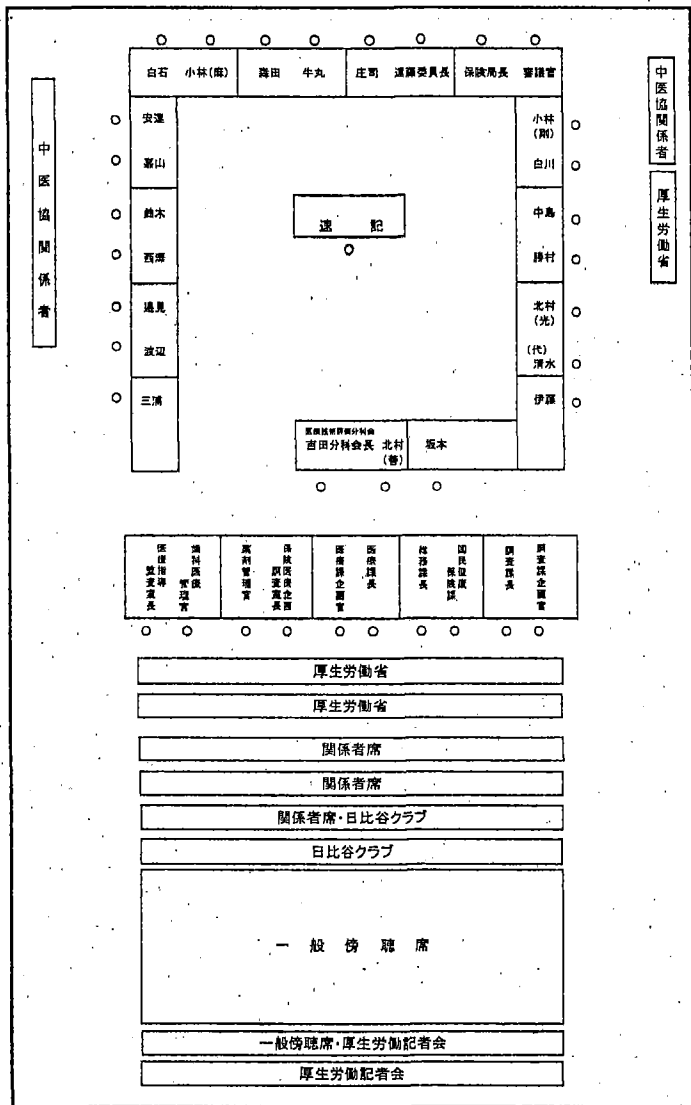 白石 小林(麻) 森田 牛丸 庄司 遠藤委員長 保険局長 審議官
中医協関係者
中医協関係者
厚生労働省
安達
嘉山
鈴木
西澤
邉見
渡辺
三浦
小林
(剛)
白川
中島
勝村
北村
(光)
(代)
清水
伊藤
速 記
医療技術評価分科会
吉田分科会長 北村
(善)
坂本
医療指導
監査室長
歯科医療
管理官
薬剤管理官
保険医療企画
調査室長
医療課企画官
医療課長
総務課長
国民健康
保険課
調査課長
調査課企画官
厚生労働省
厚生労働省
関係者席
関係者席
関係者席・日比谷クラブ
日比谷クラブ
一 般 傍 聴 席
一般傍聴席・厚生労働記者会
厚生労働記者会